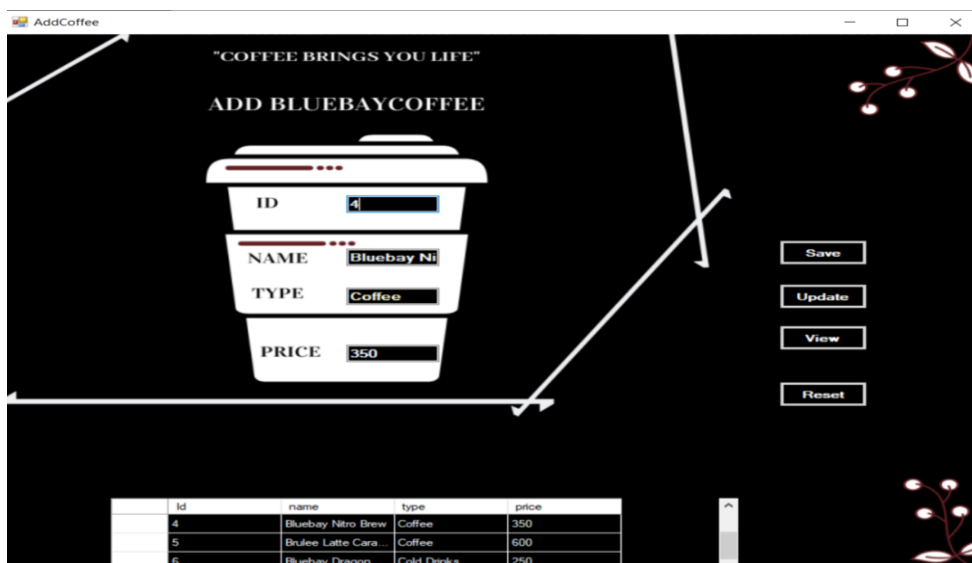 AddCoffee
"COFFEE BRINGS YOU LIFE"
ADD BLUEBAYCOFFEE
ID 4
NAME Bluebay Ni
TYPE Coffee
PRICE 350
Save
Update
View
Reset
Id name type price
4 Bluebay Nitro Brew Coffee 350
5 Brulee Latte Cara... Coffee 600
6 Bluebay Dragon Cold Drinks 250